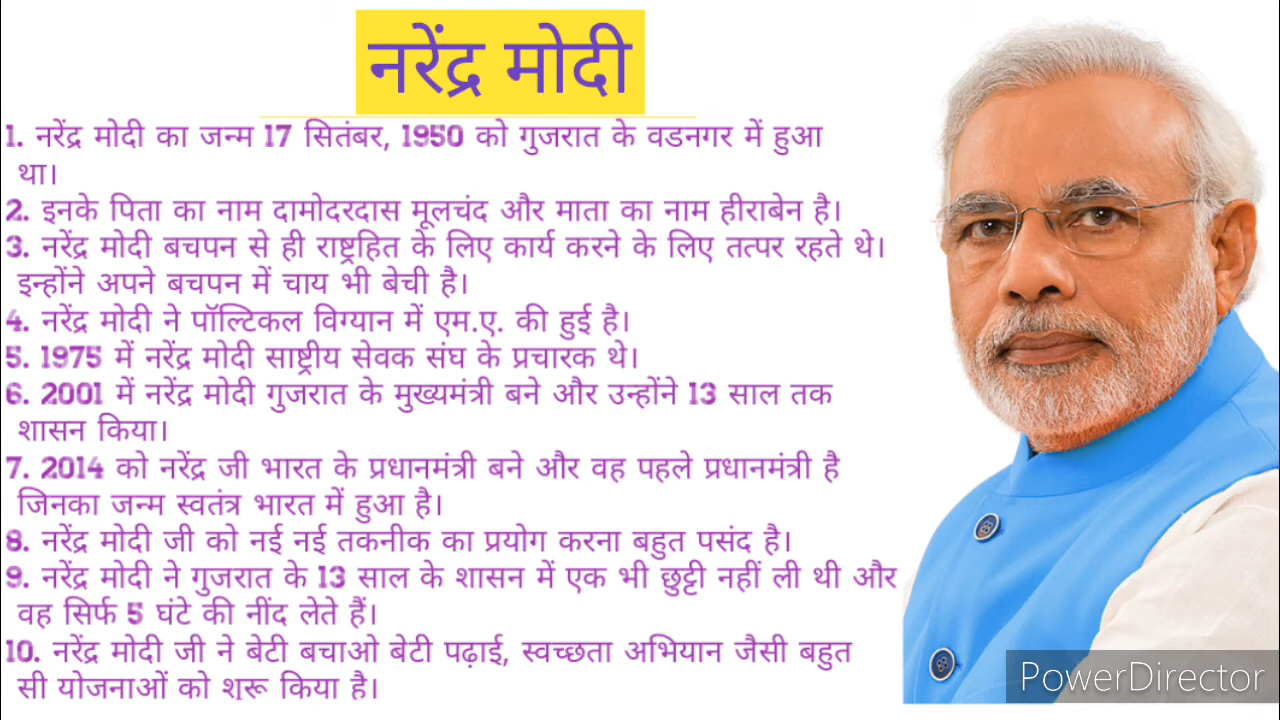 नरेंद्र मोदी
1. नरेंद्र मोदी का जन्म 17 सितंबर, 1950 को गुजरात के वडनगर में हुआ
था।
2. इनके पिता का नाम दामोदरदास मूलचंद और माता का नाम हीराबेन है।
3. नरेंद्र मोदी बचपन से ही राष्ट्रहित के लिए कार्य करने के लिए तत्पर रहते थे।
इन्होंने अपने बचपन में चाय भी बेची है।
4. नरेंद्र मोदी ने पॉल्टिकल विग्यान में एम.ए. की हुई है।
5. 1975 में नरेंद्र मोदी साष्ट्रीय सेवक संघ के प्रचारक थे।
6. 2001 में नरेंद्र मोदी गुजरात के मुख्यमंत्री बने और उन्होंने 13 साल तक
शासन किया।
7. 2014 को नरेंद्र जी भारत के प्रधानमंत्री बने और वह पहले प्रधानमंत्री है
जिनका जन्म स्वतंत्र भारत में हुआ है।
8. नरेंद्र मोदी जी को नई नई तकनीक का प्रयोग करना बहुत पसंद है।
9. नरेंद्र मोदी ने गुजरात के 13 साल के शासन में एक भी छुट्टी नहीं ली थी और
वह सिर्फ 5 घंटे की नींद लेते हैं।
10. नरेंद्र मोदी जी ने बेटी बचाओ बेटी पढ़ाई, स्वच्छता अभियान जैसी बहुत
सी योजनाओं को शुरू किया है।
PowerDirector